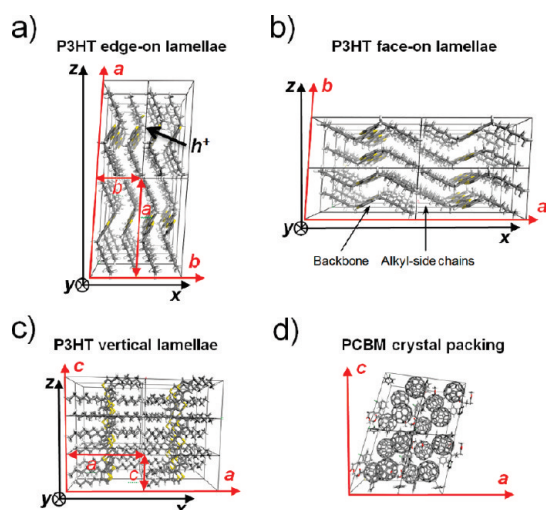 a)
P3HT edge-on lamellae
z
a
h+
b
a
b
y
x
b)
P3HT face-on lamellae
z
b
a
y
x
Backbone
Alkyl-side chains
c)
P3HT vertical lamellae
c
z
a
c
a
y
x
d)
PCBM crystal packing
c
a